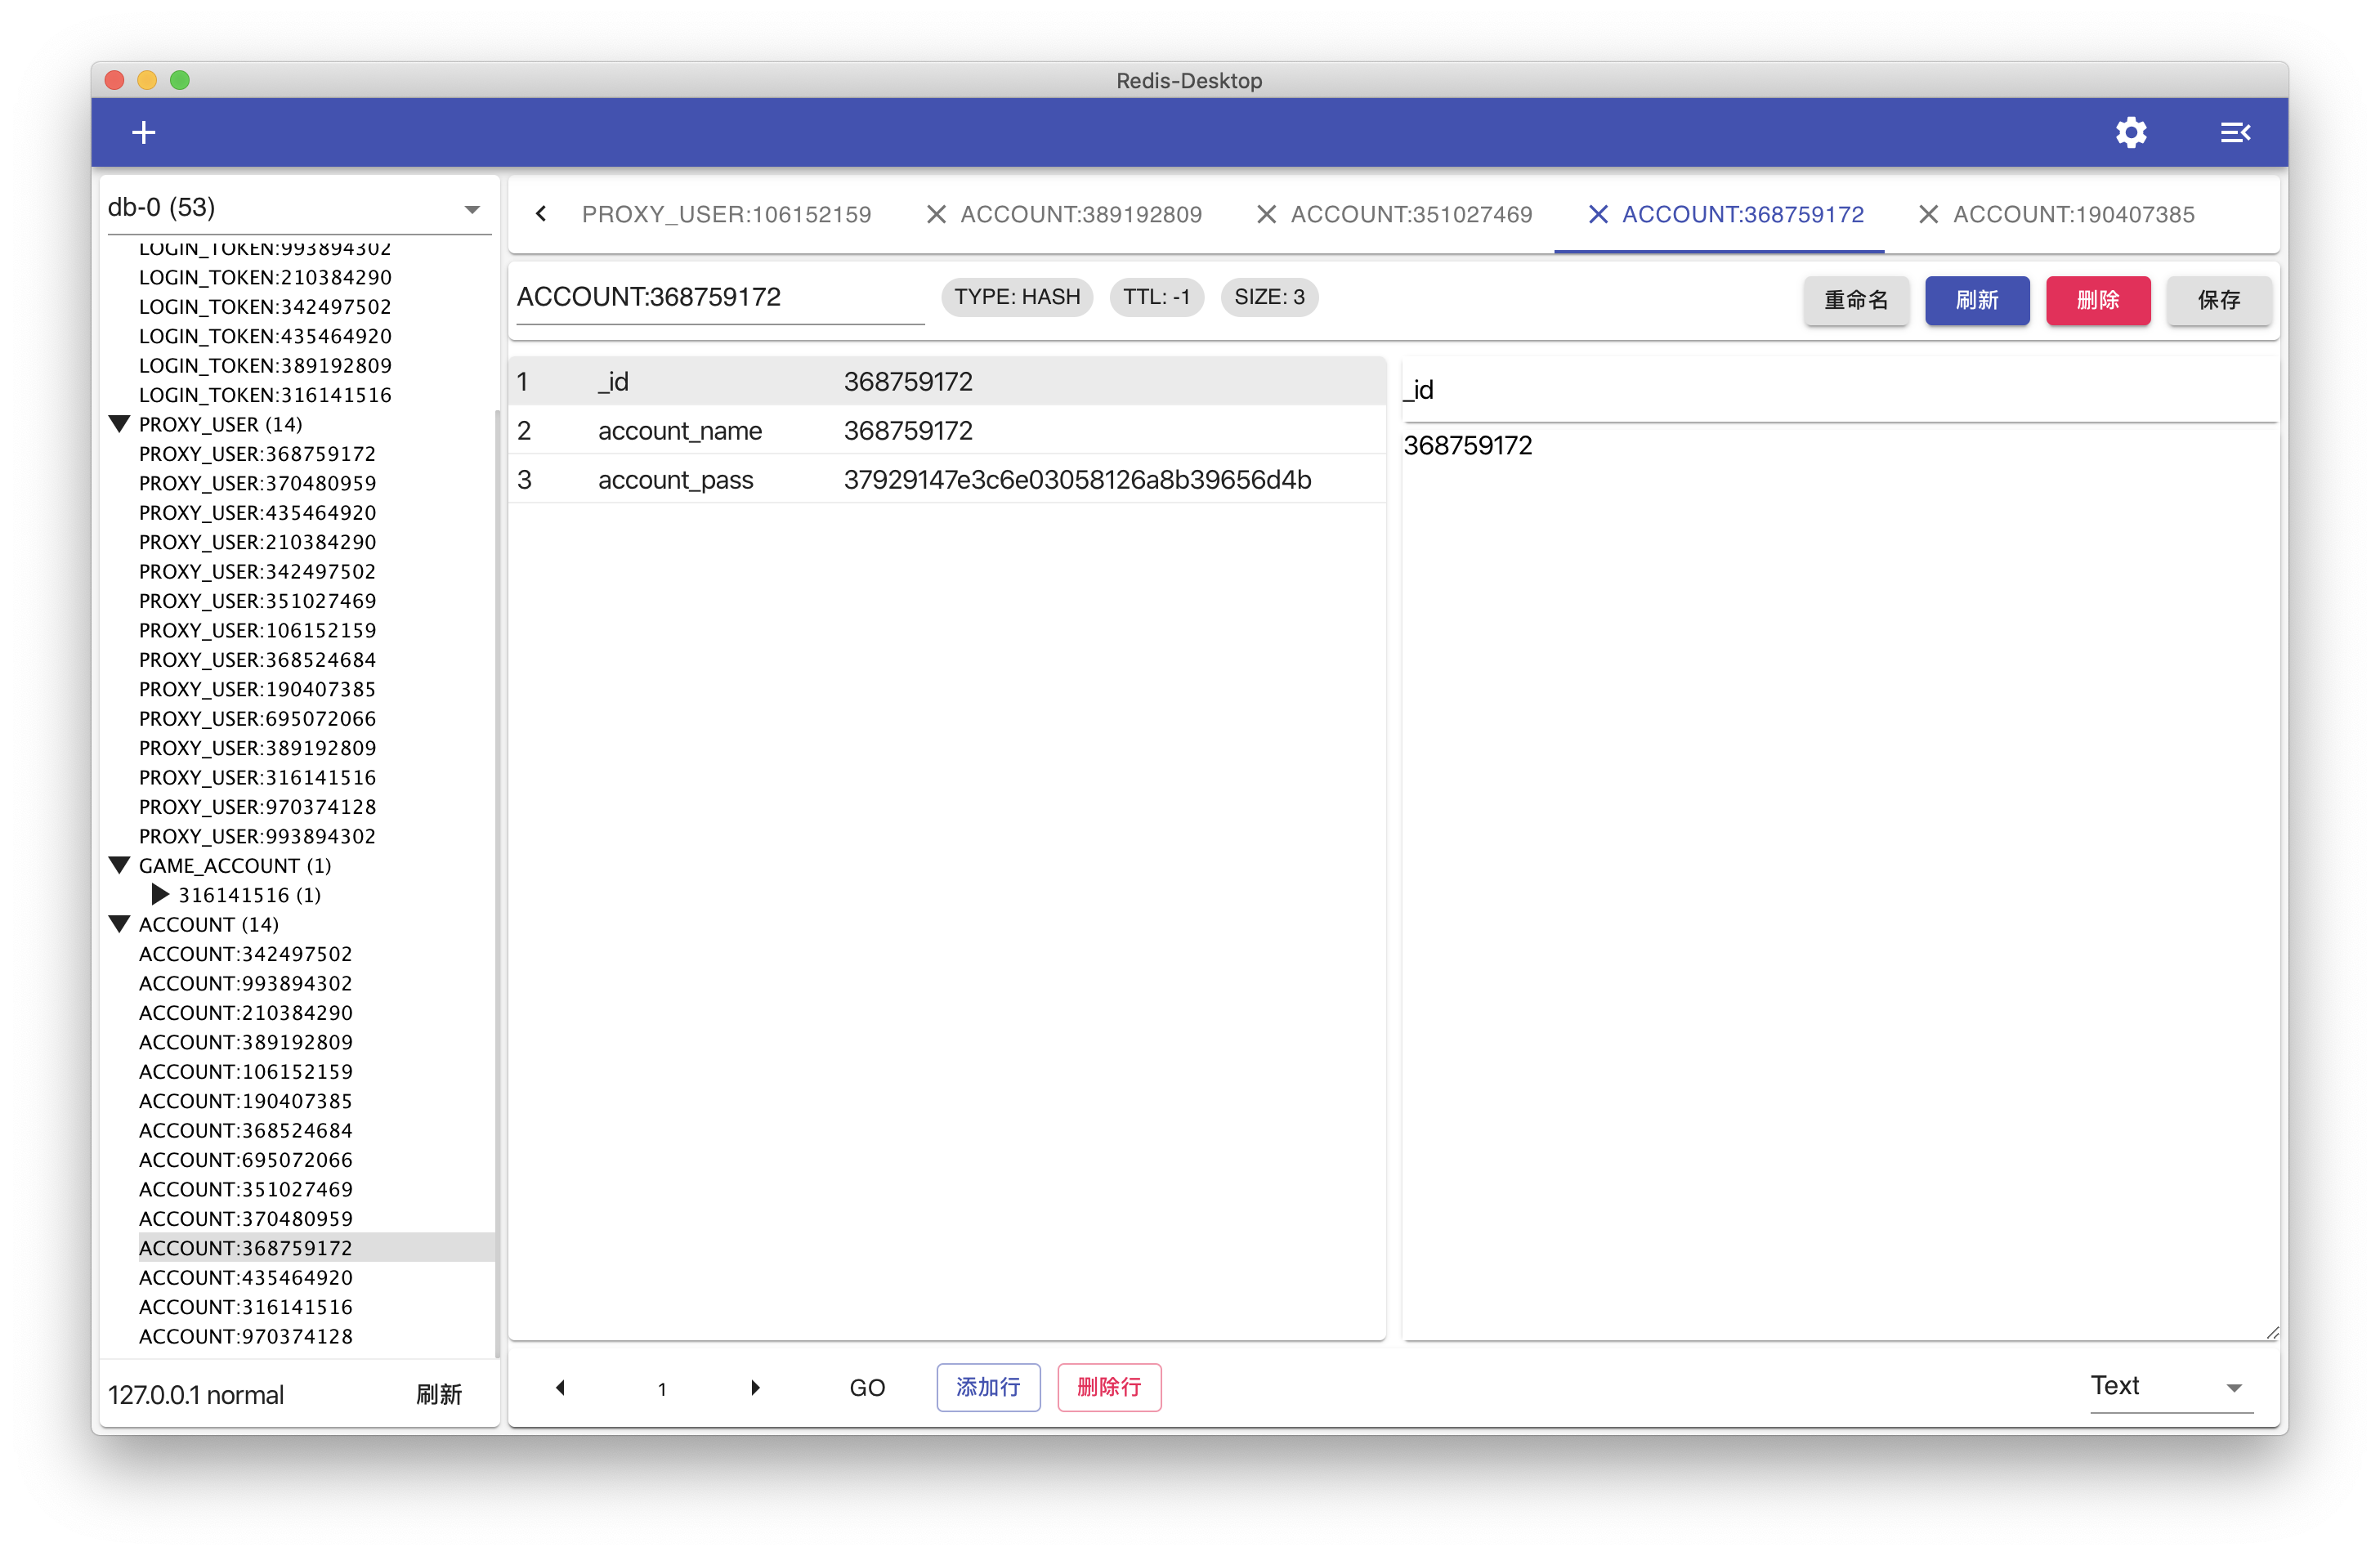 Redis-Desktop
db-0 (53)
LOGIN_TOKEN:993894302
LOGIN_TOKEN:210384290
LOGIN_TOKEN:342497502
LOGIN_TOKEN:435464920
LOGIN_TOKEN:389192809
LOGIN_TOKEN:316141516
PROXY_USER (14)
PROXY_USER:368759172
PROXY_USER:370480959
PROXY_USER:435464920
PROXY_USER:210384290
PROXY_USER:342497502
PROXY_USER:351027469
PROXY_USER:106152159
PROXY_USER:368524684
PROXY_USER:190407385
PROXY_USER:695072066
PROXY_USER:389192809
PROXY_USER:316141516
PROXY_USER:970374128
PROXY_USER:993894302
GAME_ACCOUNT (1)
316141516 (1)
ACCOUNT (14)
ACCOUNT:342497502
ACCOUNT:993894302
ACCOUNT:210384290
ACCOUNT:389192809
ACCOUNT:106152159
ACCOUNT:190407385
ACCOUNT:368524684
ACCOUNT:695072066
ACCOUNT:351027469
ACCOUNT:370480959
ACCOUNT:368759172
ACCOUNT:435464920
ACCOUNT:316141516
ACCOUNT:970374128
127.0.0.1 normal 刷新
PROXY_USER:106152159 ACCOUNT:389192809 ACCOUNT:351027469 ACCOUNT:368759172 ACCOUNT:190407385
ACCOUNT:368759172 TYPE: HASH TTL: -1 SIZE: 3 重命名 刷新 删除 保存
1 _id 368759172
2 account_name 368759172
3 account_pass 37929147e3c6e03058126a8b39656d4b
_id
368759172
1 GO 添加行 删除行 Text